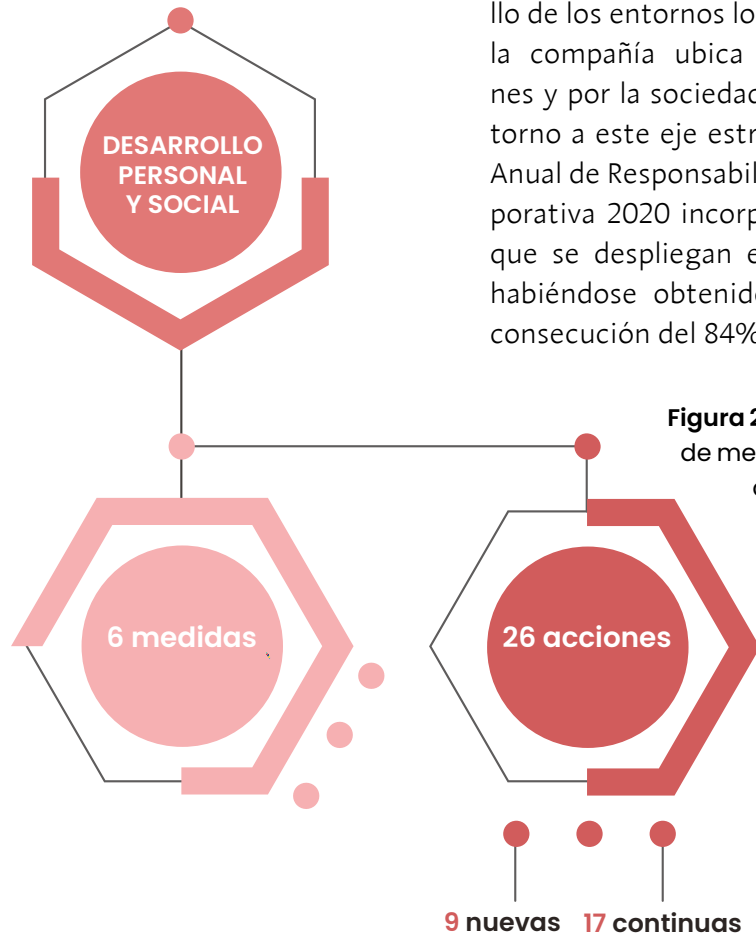 DESARROLLO
PERSONAL
Y SOCIAL
llo de los entornos lo
la compañía ubica
nes y por la sociedad
torno a este eje estr
Anual de Responsabil
porativa 2020 incorp
que se despliegan e
habiéndose obtenid
consecución del 84%
Figura 2
de me
6 medidas
26 acciones
9 nuevas 17 continuas